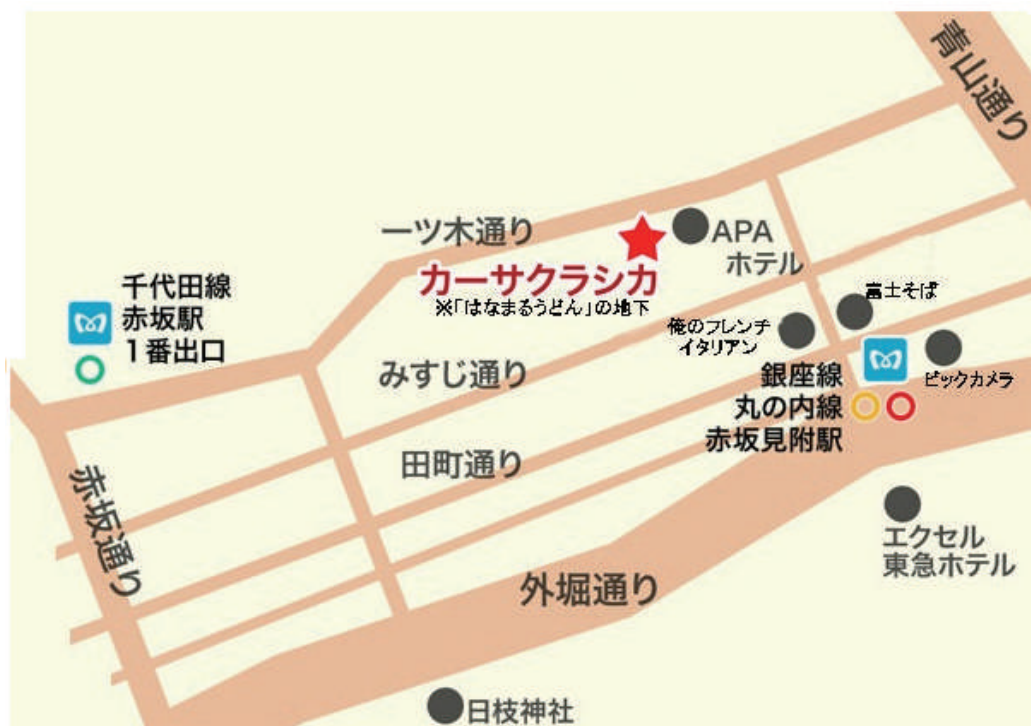 青山通り
一ツ木通り
APA
ホテル
カーサクラシカ
※「はなまるうどん」の地下
千代田線
赤坂駅
１番出口
富士そば
俺のフレンチ
イタリアン
みすじ通り
銀座線
丸の内線
赤坂見附駅
ビックカメラ
田町通り
赤坂通り
エクセル
東急ホテル
外堀通り
日枝神社